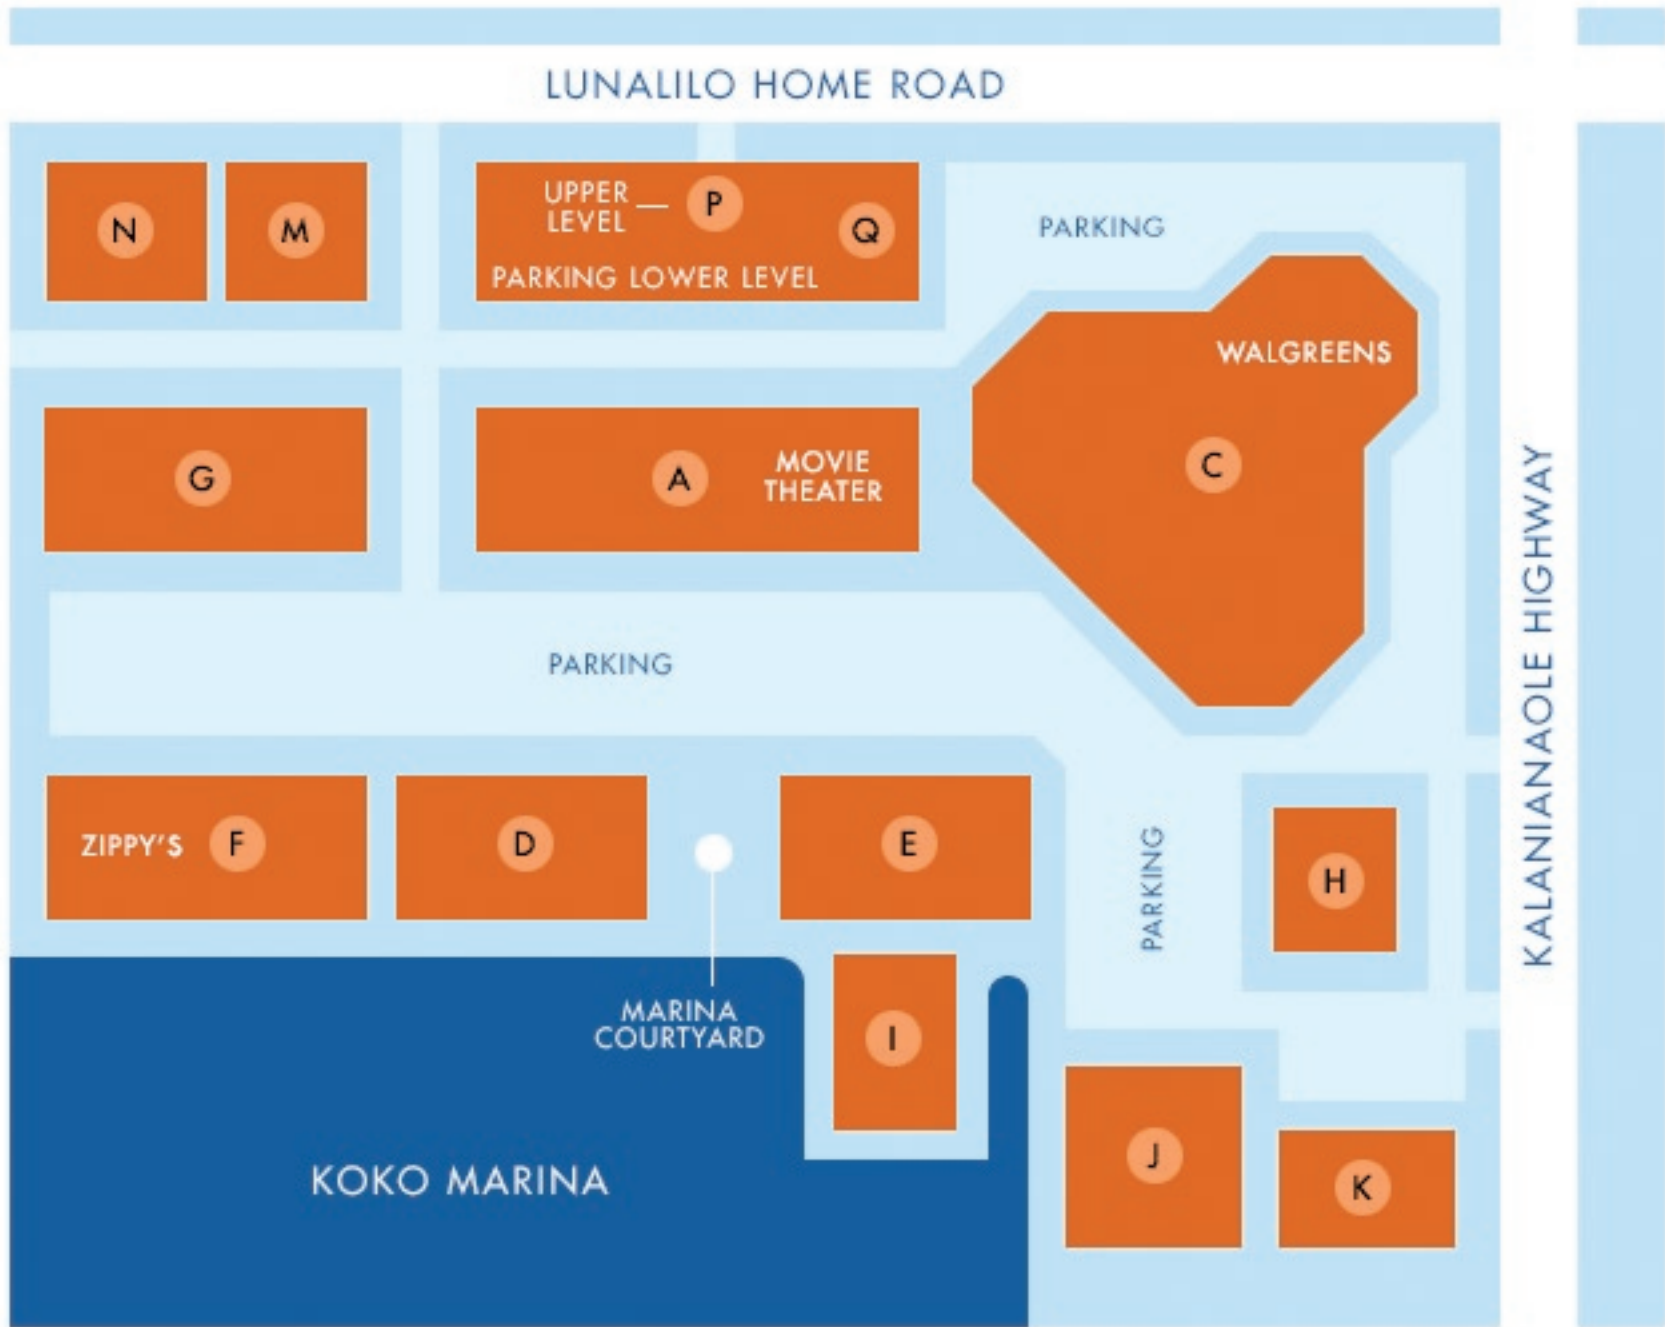 LUNALILO HOME ROAD
N
M
UPPER
LEVEL
P
Q
PARKING LOWER LEVEL
PARKING
WALGREENS
G
A
MOVIE
THEATER
C
KALANIANAOLE HIGHWAY
PARKING
ZIPPY'S
F
D
E
PARKING
H
MARINA
COURTYARD
I
KOKO MARINA
J
K